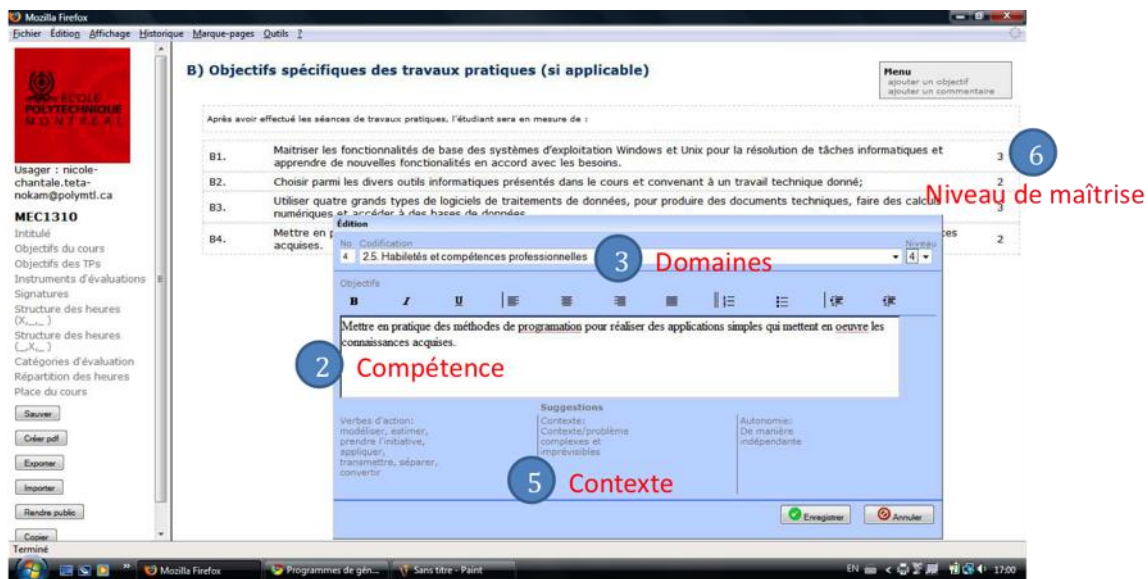 Mozilla Firefox
Fichier Édition Affichage Historique Marque-pages Outils ?
ÉCOLE
POLYTECHNIQUE
MONTRÉAL
Usager : nicole-
chantale.teta-
nokam@polymtl.ca
MEC1310
Intitulé
Objectifs du cours
Objectifs des TPs
Instruments d'évaluations
Signatures
Structure des heures
(X,_,_ )
Structure des heures
(_,X,_ )
Catégories d'évaluation
Répartition des heures
Place du cours
Sauver
Créer pdf
Exporter
Importer
Rendre public
Copier
Terminé
B) Objectifs spécifiques des travaux pratiques (si applicable)
Menu
ajouter un objectif
ajouter un commentaire
Après avoir effectué les séances de travaux pratiques, l'étudiant sera en mesure de :
B1. Maitriser les fonctionnalités de base des systèmes d'exploitation Windows et Unix pour la résolution de tâches informatiques et
apprendre de nouvelles fonctionalités en accord avec les besoins. 3
6
B2. Choisir parmi les divers outils informatiques présentés dans le cours et convenant à un travail technique donné; 2
Niveau de maîtrise
B3. Utiliser quatre grands types de logiciels de traitements de données, pour produire des documents techniques, faire des calculs
numériques et accéder à des bases de données 3
B4. Mettre en p ces
acquises. 2
Édition
No Codification Niveau
4 2.5. Habiletés et compétences professionnelles 4
3 Domaines
Objectifs
B I U
Mettre en pratique des méthodes de programation pour réaliser des applications simples qui mettent en oeuvre les
connaissances acquises.
2 Compétence
Suggestions
Verbes d'action:
modéliser, estimer,
prendre l'initiative,
appliquer,
transmettre, séparer,
convertir
Contexte:
Contexte/problème
complexes et
imprévisibles
Autonomie:
De manière
indépendante
5 Contexte
Enregistrer Annuler
Mozilla Firefox Programmes de gén... Sans titre - Paint EN 17:00